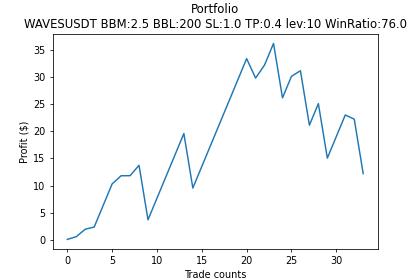 Portfolio
WAVESUSDT BBM:2.5 BBL:200 SL:1.0 TP:0.4 lev:10 WinRatio:76.0
35
30
25
20
15
10
5
0
Profit ($)
0 5 10 15 20 25 30
Trade counts